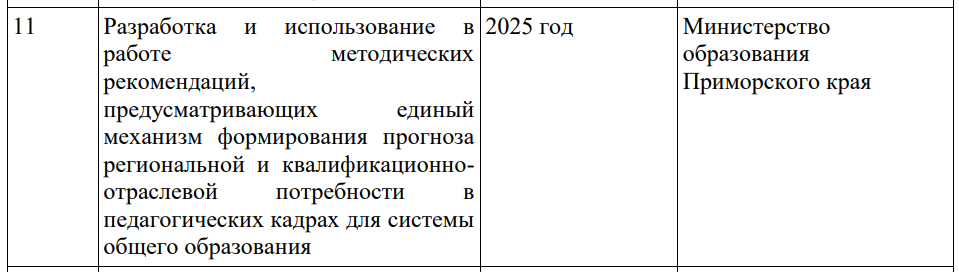 11
Разработка и использование в
работе методических
рекомендаций,
предусматривающих единый
механизм формирования прогноза
региональной и квалификационно-
отраслевой потребности в
педагогических кадрах для системы
общего образования
2025 год
Министерство
образования
Приморского края